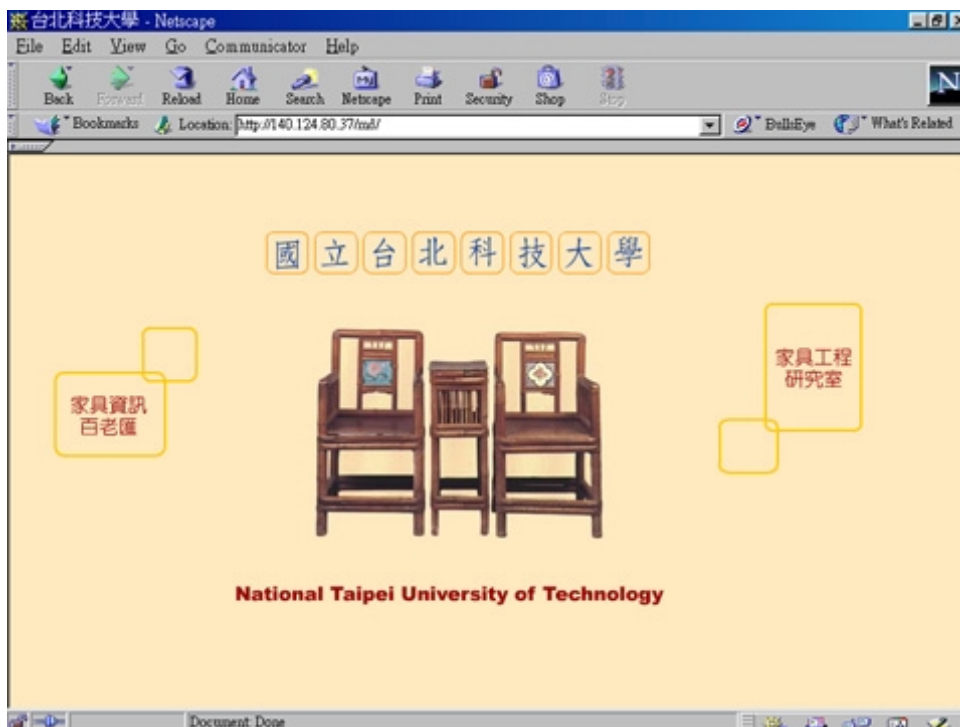 台北科技大學 - Netscape
File Edit View Go Communicator Help
Back Forward Reload Home Search Netscape Print Security Shop Stop
N
Bookmarks Location: http://140.124.80.37/md/ BullsEye What's Related
國立台北科技大學
家具工程
研究室
家具資訊
百老匯
National Taipei University of Technology
Document: Done